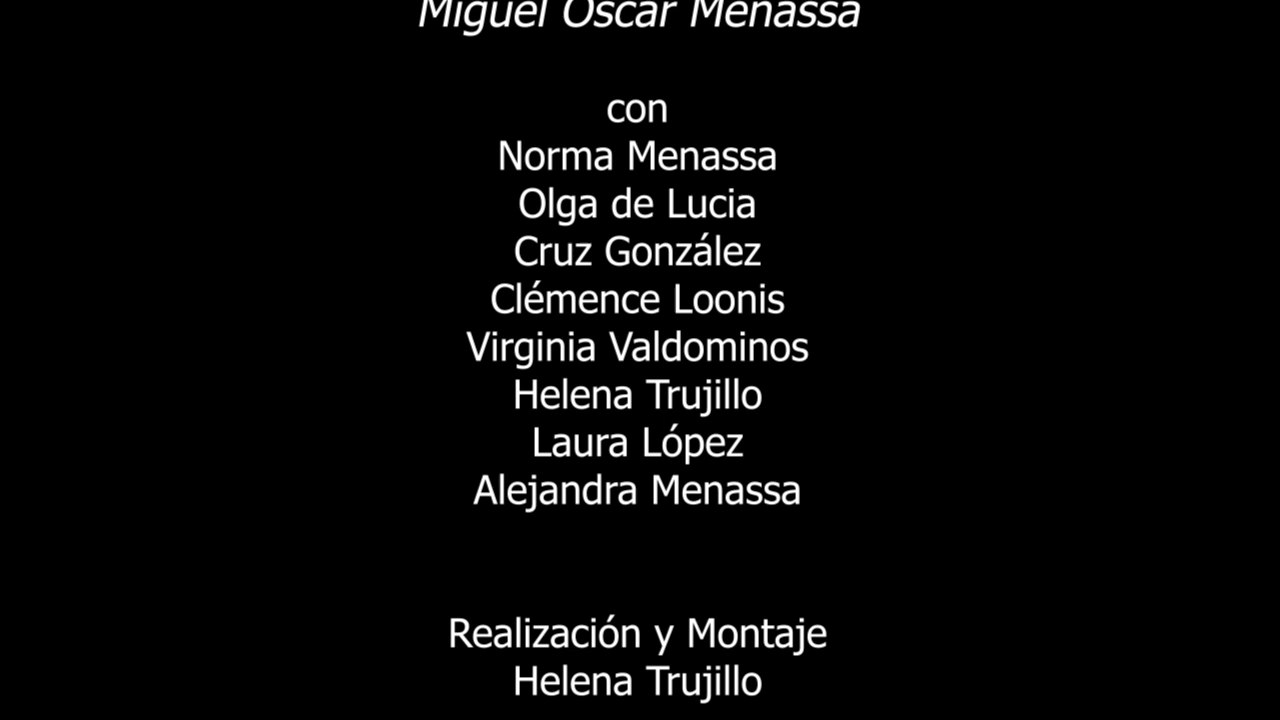 Miguel Oscar Menassa
con
Norma Menassa
Olga de Lucia
Cruz González
Clémence Loonis
Virginia Valdominos
Helena Trujillo
Laura López
Alejandra Menassa
Realización y Montaje
Helena Trujillo